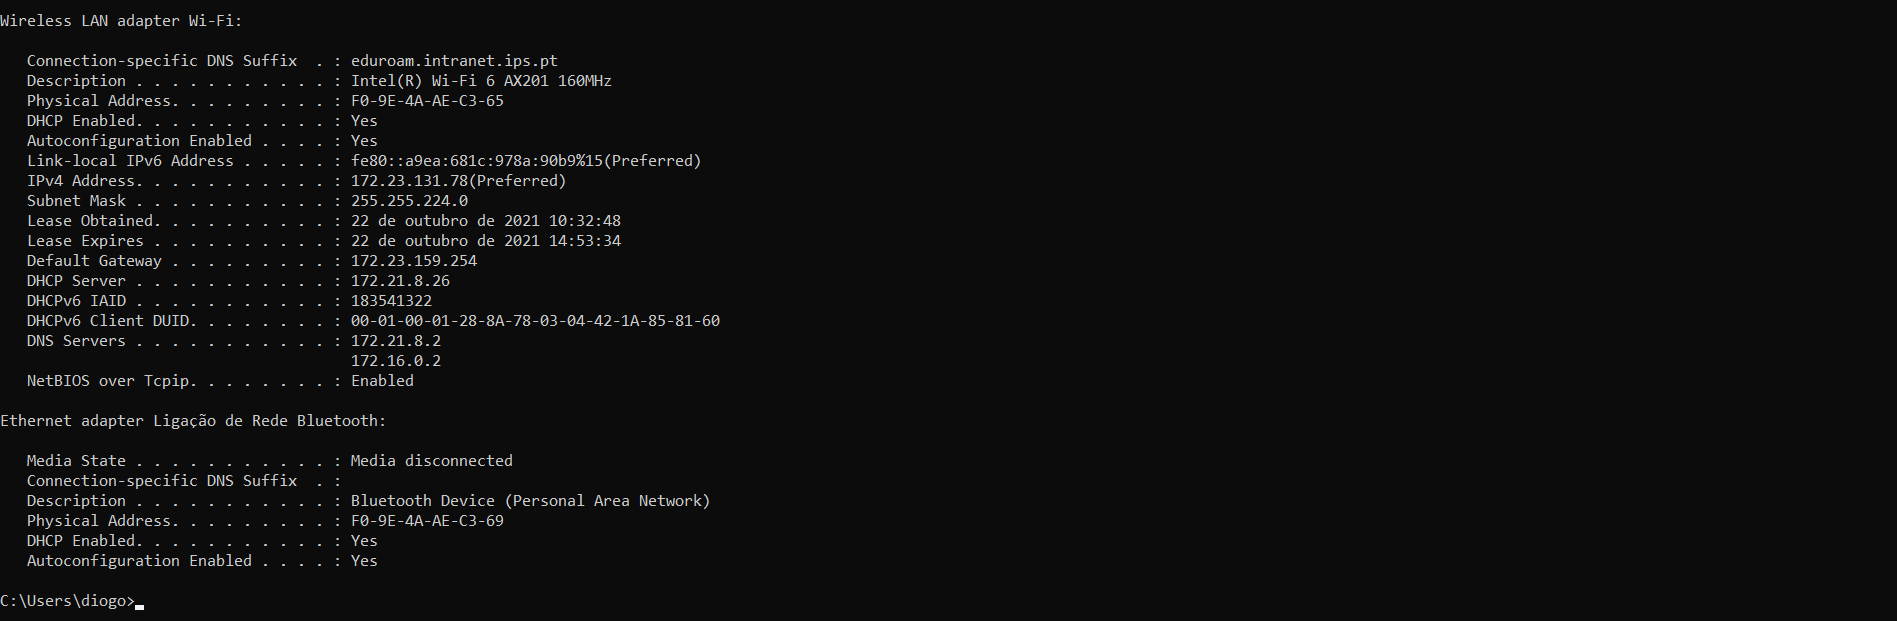 Wireless LAN adapter Wi-Fi:
Connection-specific DNS Suffix  . : eduroam.intranet.ips.pt
Description . . . . . . . . . . . : Intel(R) Wi-Fi 6 AX201 160MHz
Physical Address. . . . . . . . . : F0-9E-4A-AE-C3-65
DHCP Enabled. . . . . . . . . . . : Yes
Autoconfiguration Enabled . . . . : Yes
Link-local IPv6 Address . . . . . : fe80::a9ea:681c:978a:90b9%15(Preferred)
IPv4 Address. . . . . . . . . . . : 172.23.131.78(Preferred)
Subnet Mask . . . . . . . . . . . : 255.255.224.0
Lease Obtained. . . . . . . . . . : 22 de outubro de 2021 10:32:48
Lease Expires . . . . . . . . . . : 22 de outubro de 2021 14:53:34
Default Gateway . . . . . . . . . : 172.23.159.254
DHCP Server . . . . . . . . . . . : 172.21.8.26
DHCPv6 IAID . . . . . . . . . . . : 183541322
DHCPv6 Client DUID. . . . . . . . : 00-01-00-01-28-8A-78-03-04-42-1A-85-81-60
DNS Servers . . . . . . . . . . . : 172.21.8.2
172.16.0.2
NetBIOS over Tcpip. . . . . . . . : Enabled
Ethernet adapter Ligação de Rede Bluetooth:
Media State . . . . . . . . . . . : Media disconnected
Connection-specific DNS Suffix  . :
Description . . . . . . . . . . . : Bluetooth Device (Personal Area Network)
Physical Address. . . . . . . . . : F0-9E-4A-AE-C3-69
DHCP Enabled. . . . . . . . . . . : Yes
Autoconfiguration Enabled . . . . : Yes
C:\Users\diogo>